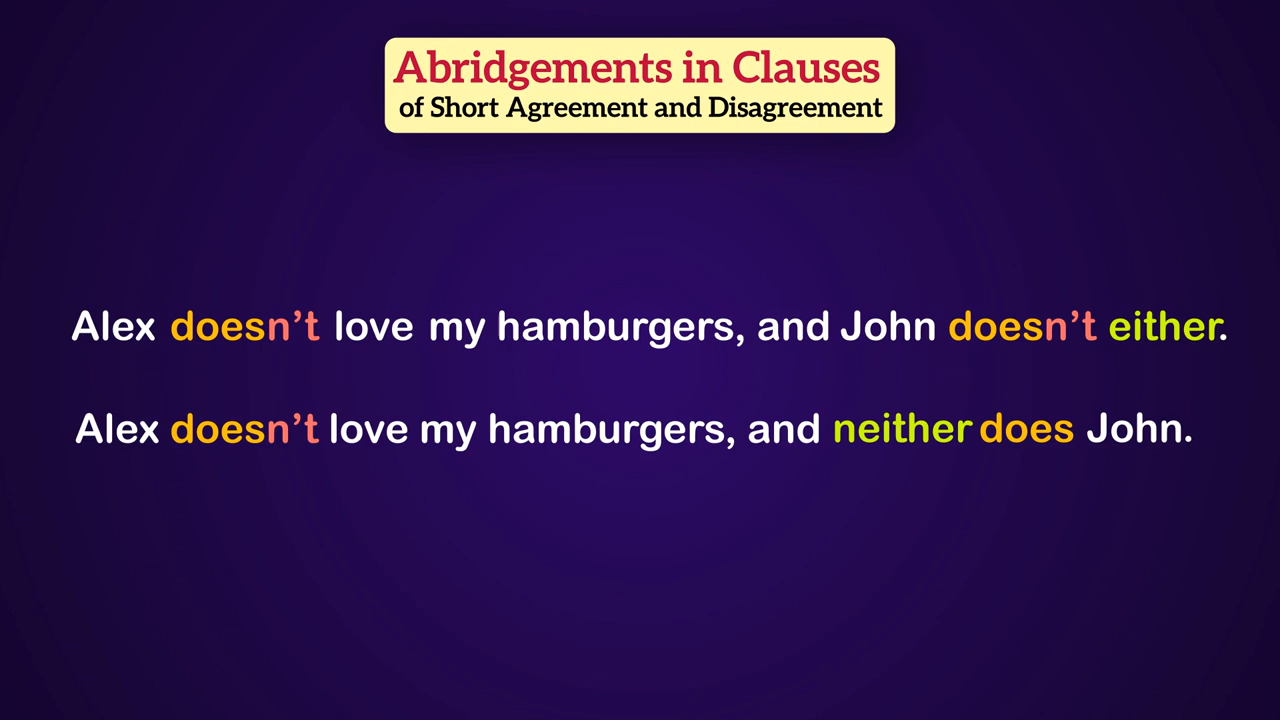 Abridgements in Clauses
of Short Agreement and Disagreement
Alex doesn’t love my hamburgers, and John doesn’t either.
Alex doesn’t love my hamburgers, and neither does John.